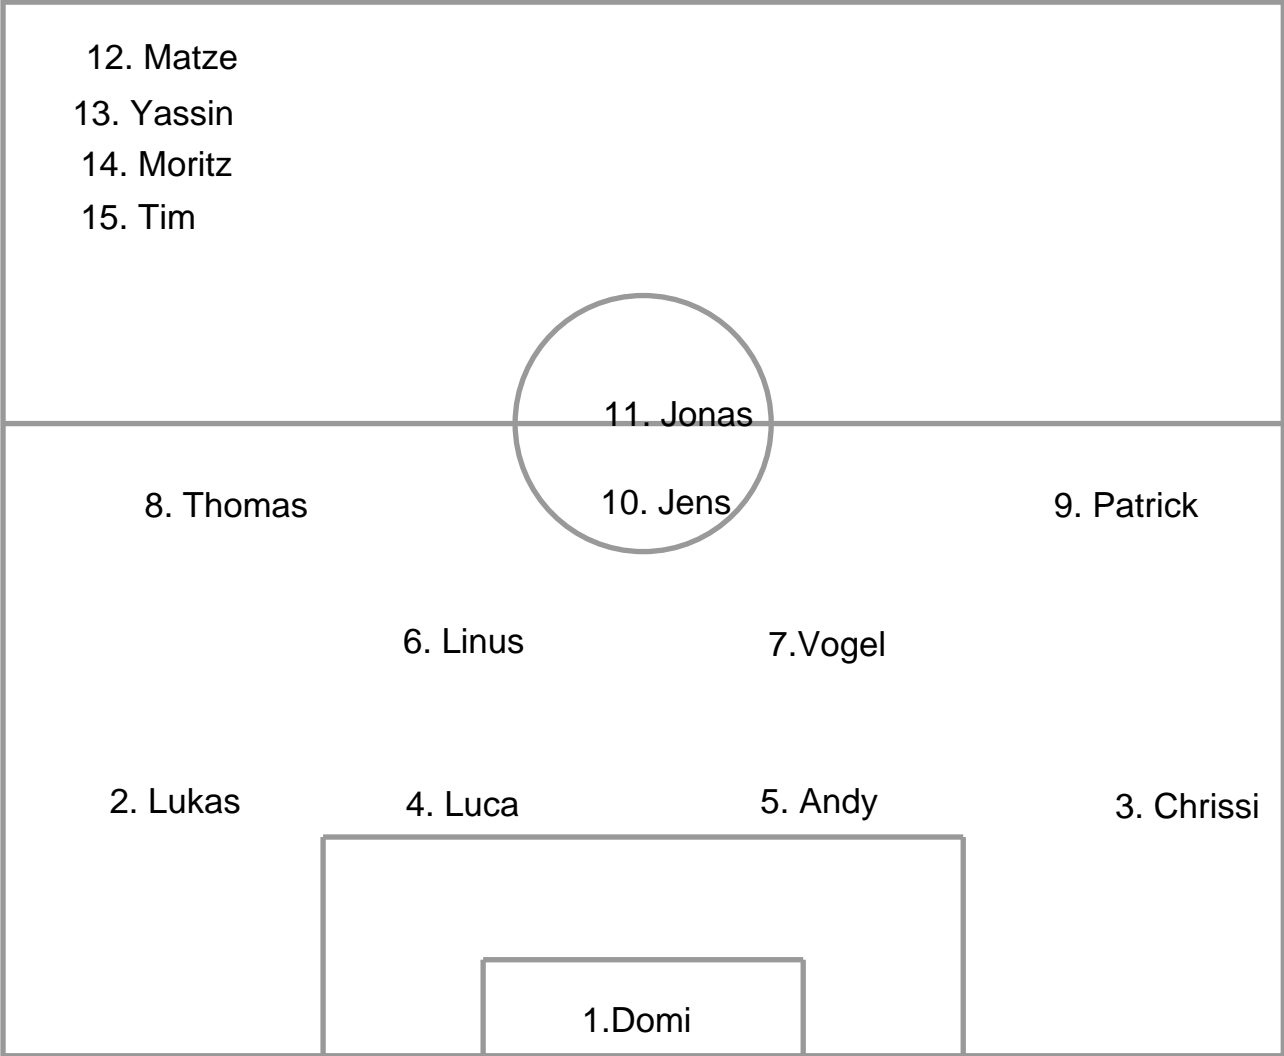 12. Matze
13. Yassin
14. Moritz
15. Tim
11. Jonas
8. Thomas
10. Jens
9. Patrick
6. Linus
7.Vogel
2. Lukas
4. Luca
5. Andy
3. Chrissi
1.Domi